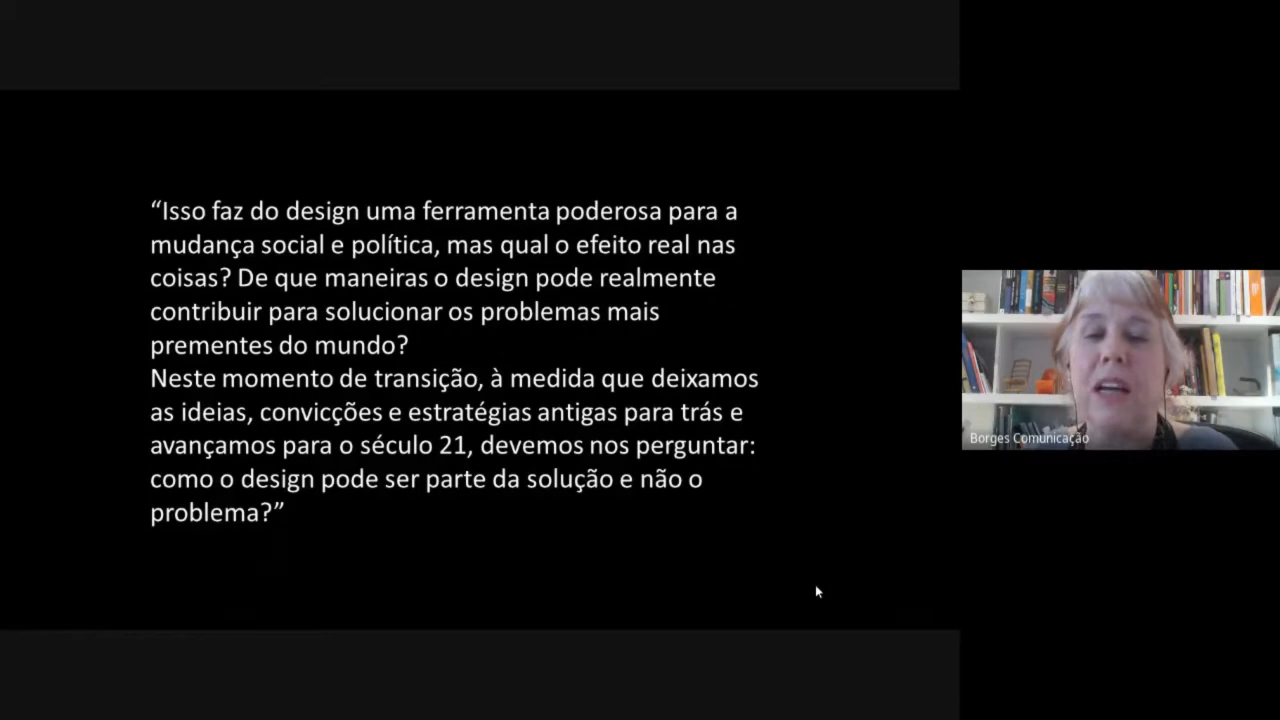 “Isso faz do design uma ferramenta poderosa para a
mudança social e política, mas qual o efeito real nas
coisas? De que maneiras o design pode realmente
contribuir para solucionar os problemas mais
prementes do mundo?
Neste momento de transição, à medida que deixamos
as ideias, convicções e estratégias antigas para trás e
avançamos para o século 21, devemos nos perguntar:
como o design pode ser parte da solução e não o
problema?”
Borges Comunicação